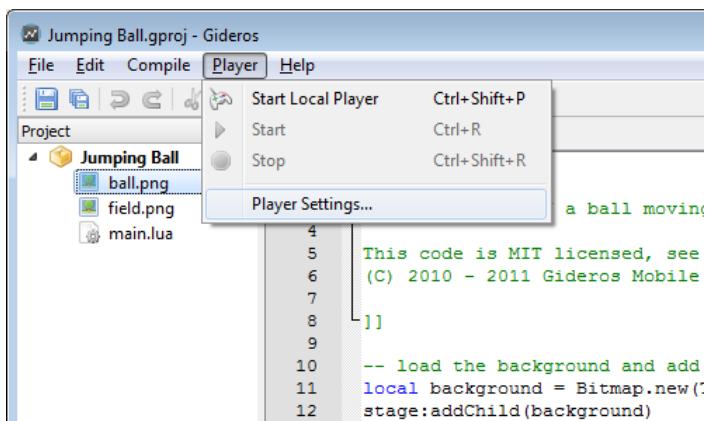 Jumping Ball.gproj - Gideros
File Edit Compile Player Help
Start Local Player Ctrl+Shift+P
Project
Start Ctrl+R
Jumping Ball
Stop Ctrl+Shift+R
ball.png
Player Settings...
field.png
a ball moving
main.lua
4
5 This code is MIT licensed, see
6 (C) 2010 - 2011 Gideros Mobile
7
8 ]]
9
10 -- load the background and add
11 local background = Bitmap.new(
12 stage:addChild(background)